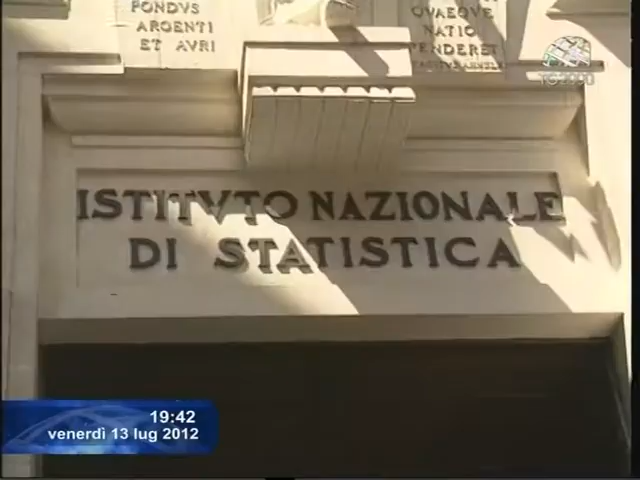 PONDVS
ARGENTI
ET AVRI
QVAEQVE
NATIO
PENDERET
TG2000
ISTITVTO NAZIONALE
DI STATISTICA
19:42
venerdì 13 lug 2012